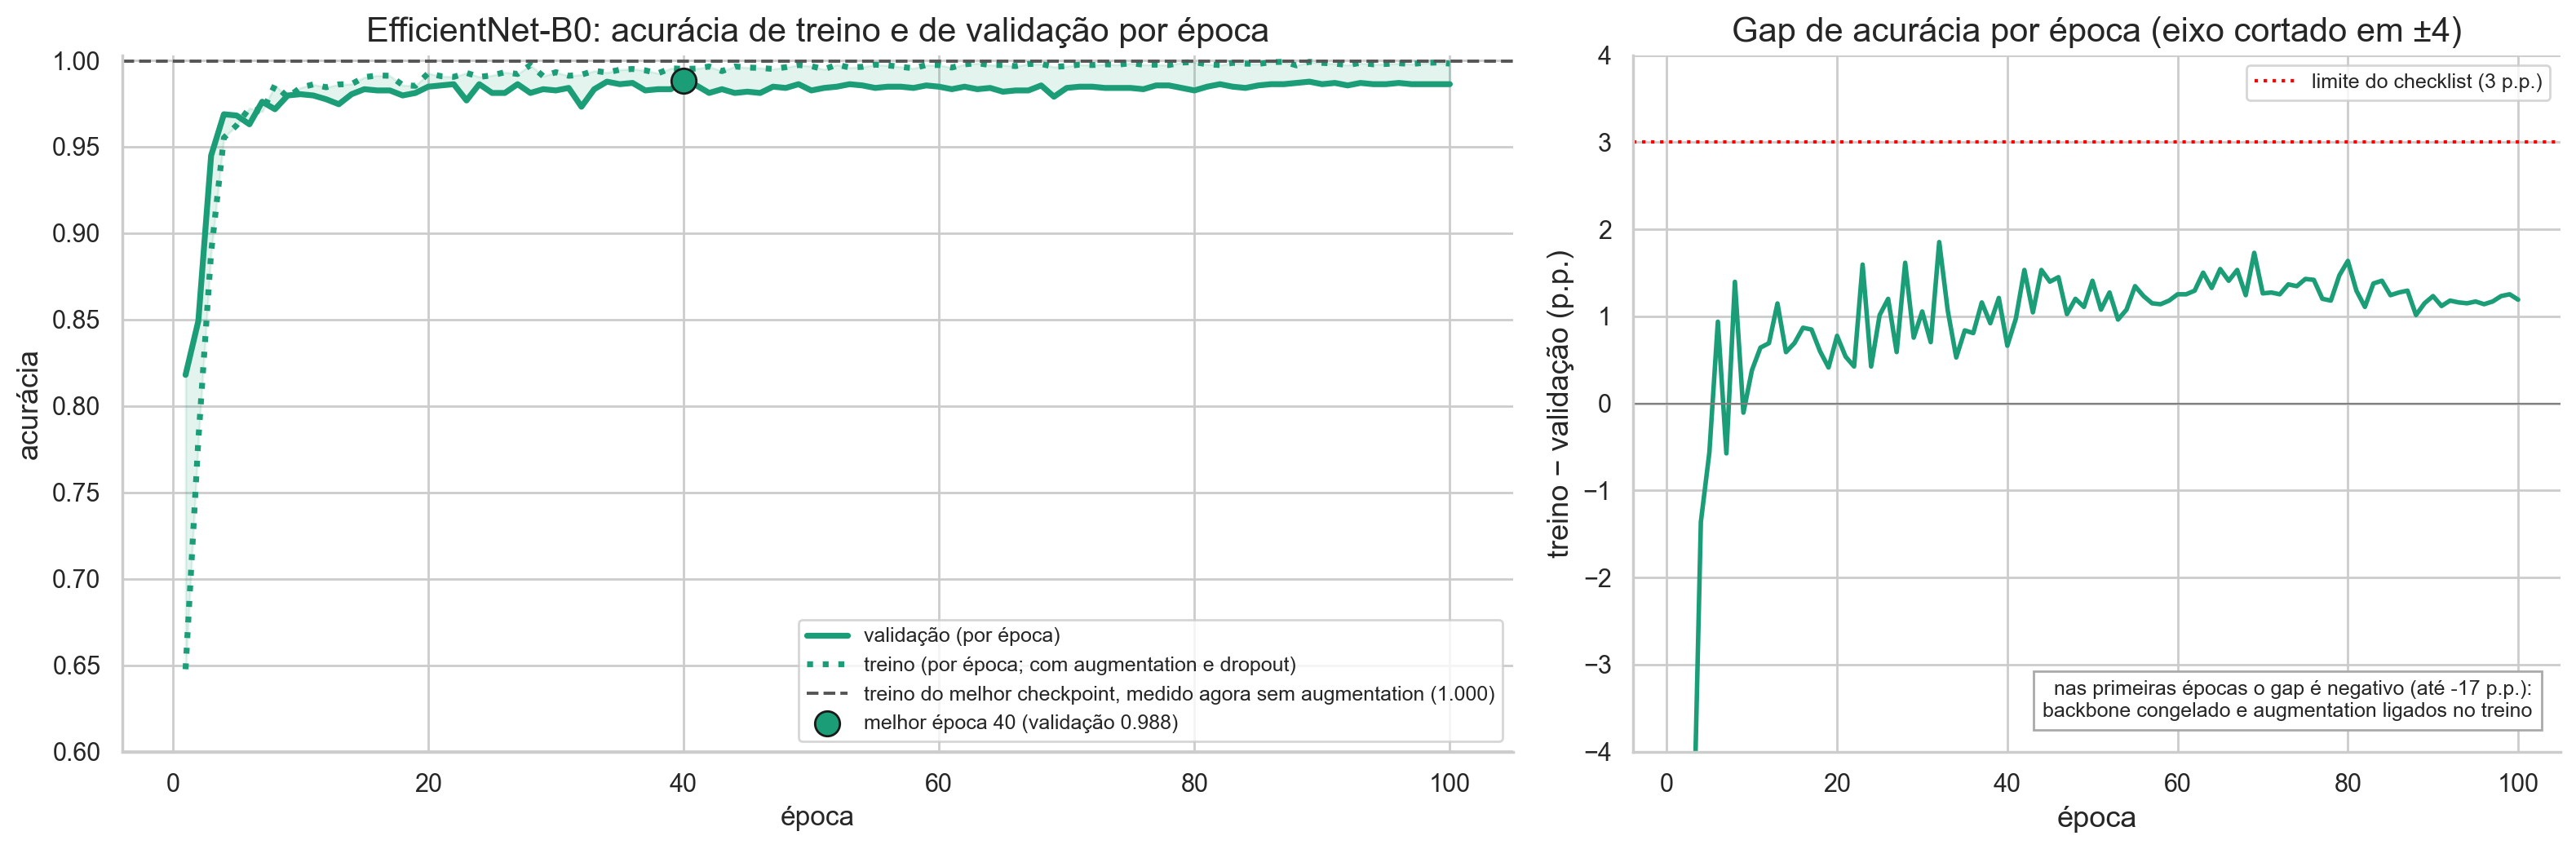 EfficientNet-B0: acurácia de treino e de validação por época
1.00
0.95
0.90
0.85
0.80
0.75
0.70
0.65
0.60
acurácia
0
20
40
60
80
100
época
validação (por época)
treino (por época; com augmentation e dropout)
treino do melhor checkpoint, medido agora sem augmentation (1.000)
melhor época 40 (validação 0.988)
Gap de acurácia por época (eixo cortado em ±4)
4
3
2
1
0
−1
−2
−3
−4
treino − validação (p.p.)
limite do checklist (3 p.p.)
nas primeiras épocas o gap é negativo (até -17 p.p.):
backbone congelado e augmentation ligados no treino
0
20
40
60
80
100
época